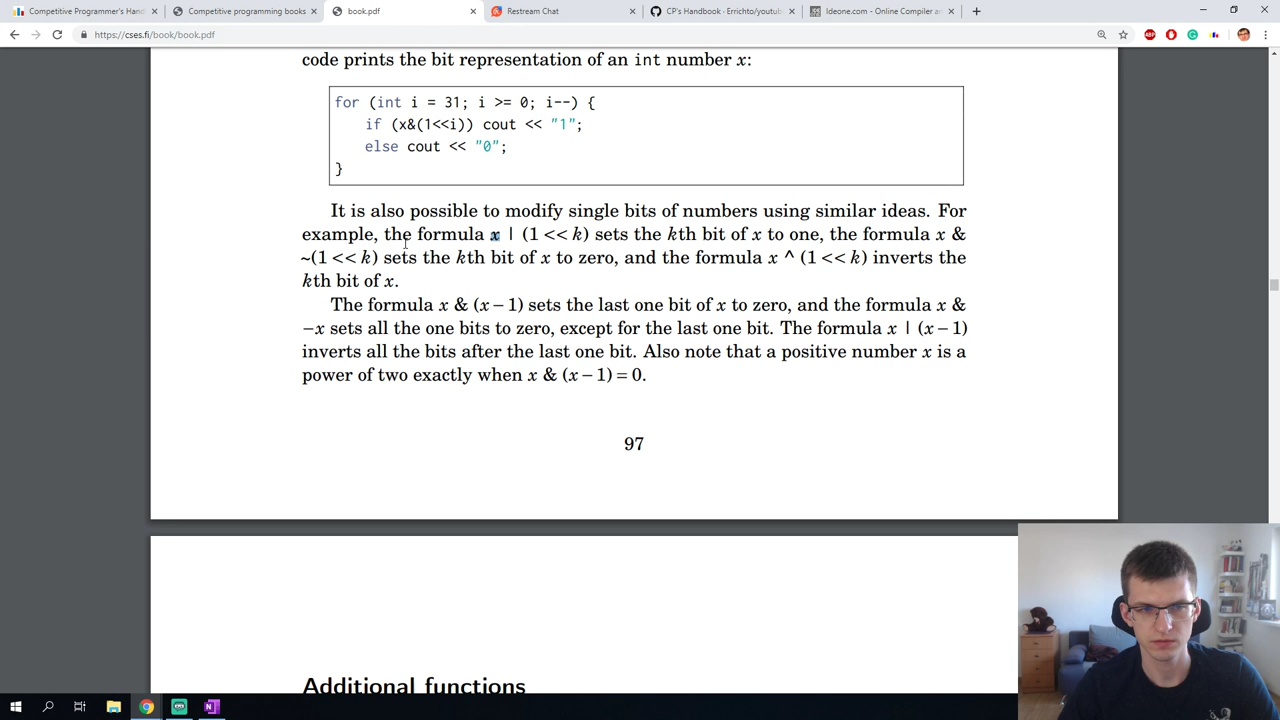 Competitive Programmer's Hand
Competitive programming books
book.pdf
Restream Chat
CP's Handbook · Errichto/youtub
Ideone.com - Online Compiler a
https://cses.fi/book/book.pdf
code prints the bit representation of an int number x:
for (int i = 31; i >= 0; i--) {
if (x&(1<<i)) cout << "1";
else cout << "0";
}
It is also possible to modify single bits of numbers using similar ideas. For
example, the formula x | (1 << k) sets the kth bit of x to one, the formula x &
~(1 << k) sets the kth bit of x to zero, and the formula x ^ (1 << k) inverts the
kth bit of x.
The formula x & (x − 1) sets the last one bit of x to zero, and the formula x &
−x sets all the one bits to zero, except for the last one bit. The formula x | (x − 1)
inverts all the bits after the last one bit. Also note that a positive number x is a
power of two exactly when x & (x − 1) = 0.
97
Additional functions